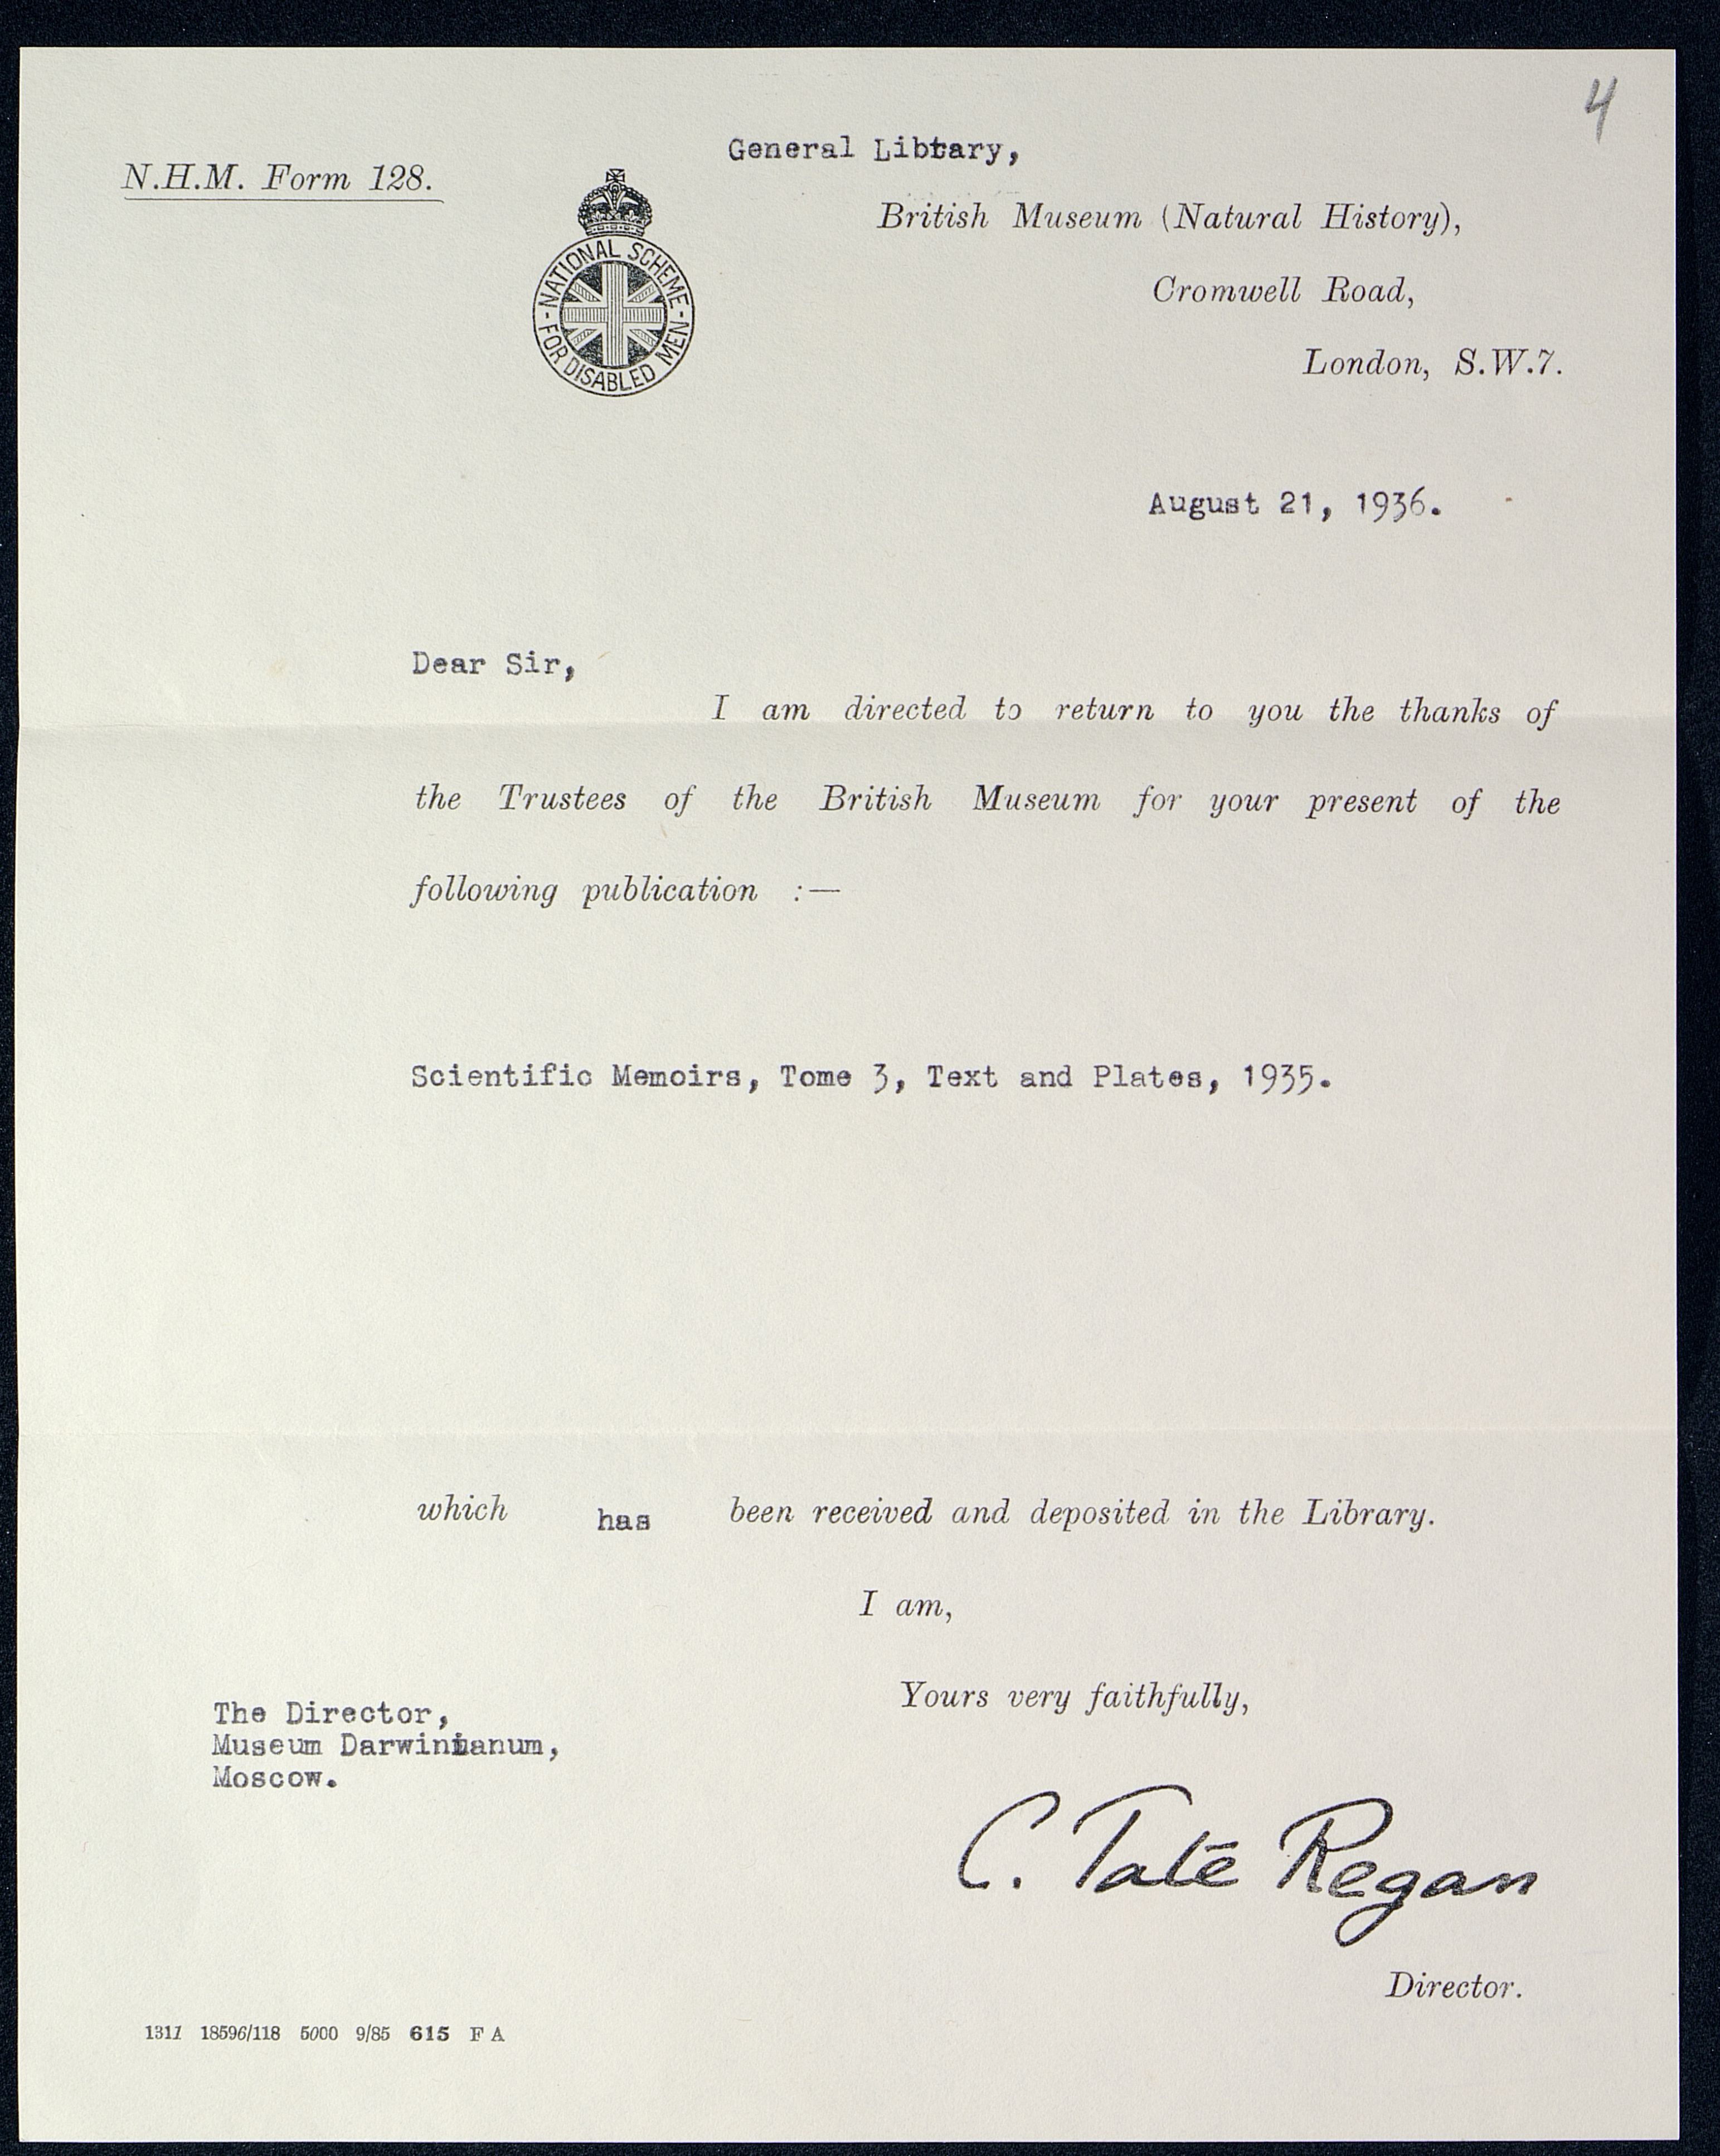 4
General Library,
N.H.M. Form 128.
British Museum (Natural History),
NATIONAL SCHEME
FOR DISABLED MEN
Cromwell Road,
London, S.W.7.
August 21, 1936.
Dear Sir,
I am directed to return to you the thanks of
the Trustees of the British Museum for your present of the
following publication :—
Scientific Memoirs, Tome 3, Text and Plates, 1935.
which has been received and deposited in the Library.
I am,
Yours very faithfully,
The Director,
Museum Darwinianum,
Moscow.
C. Tate Regan
Director.
1311 18596/118 5000 9/35 615 F A